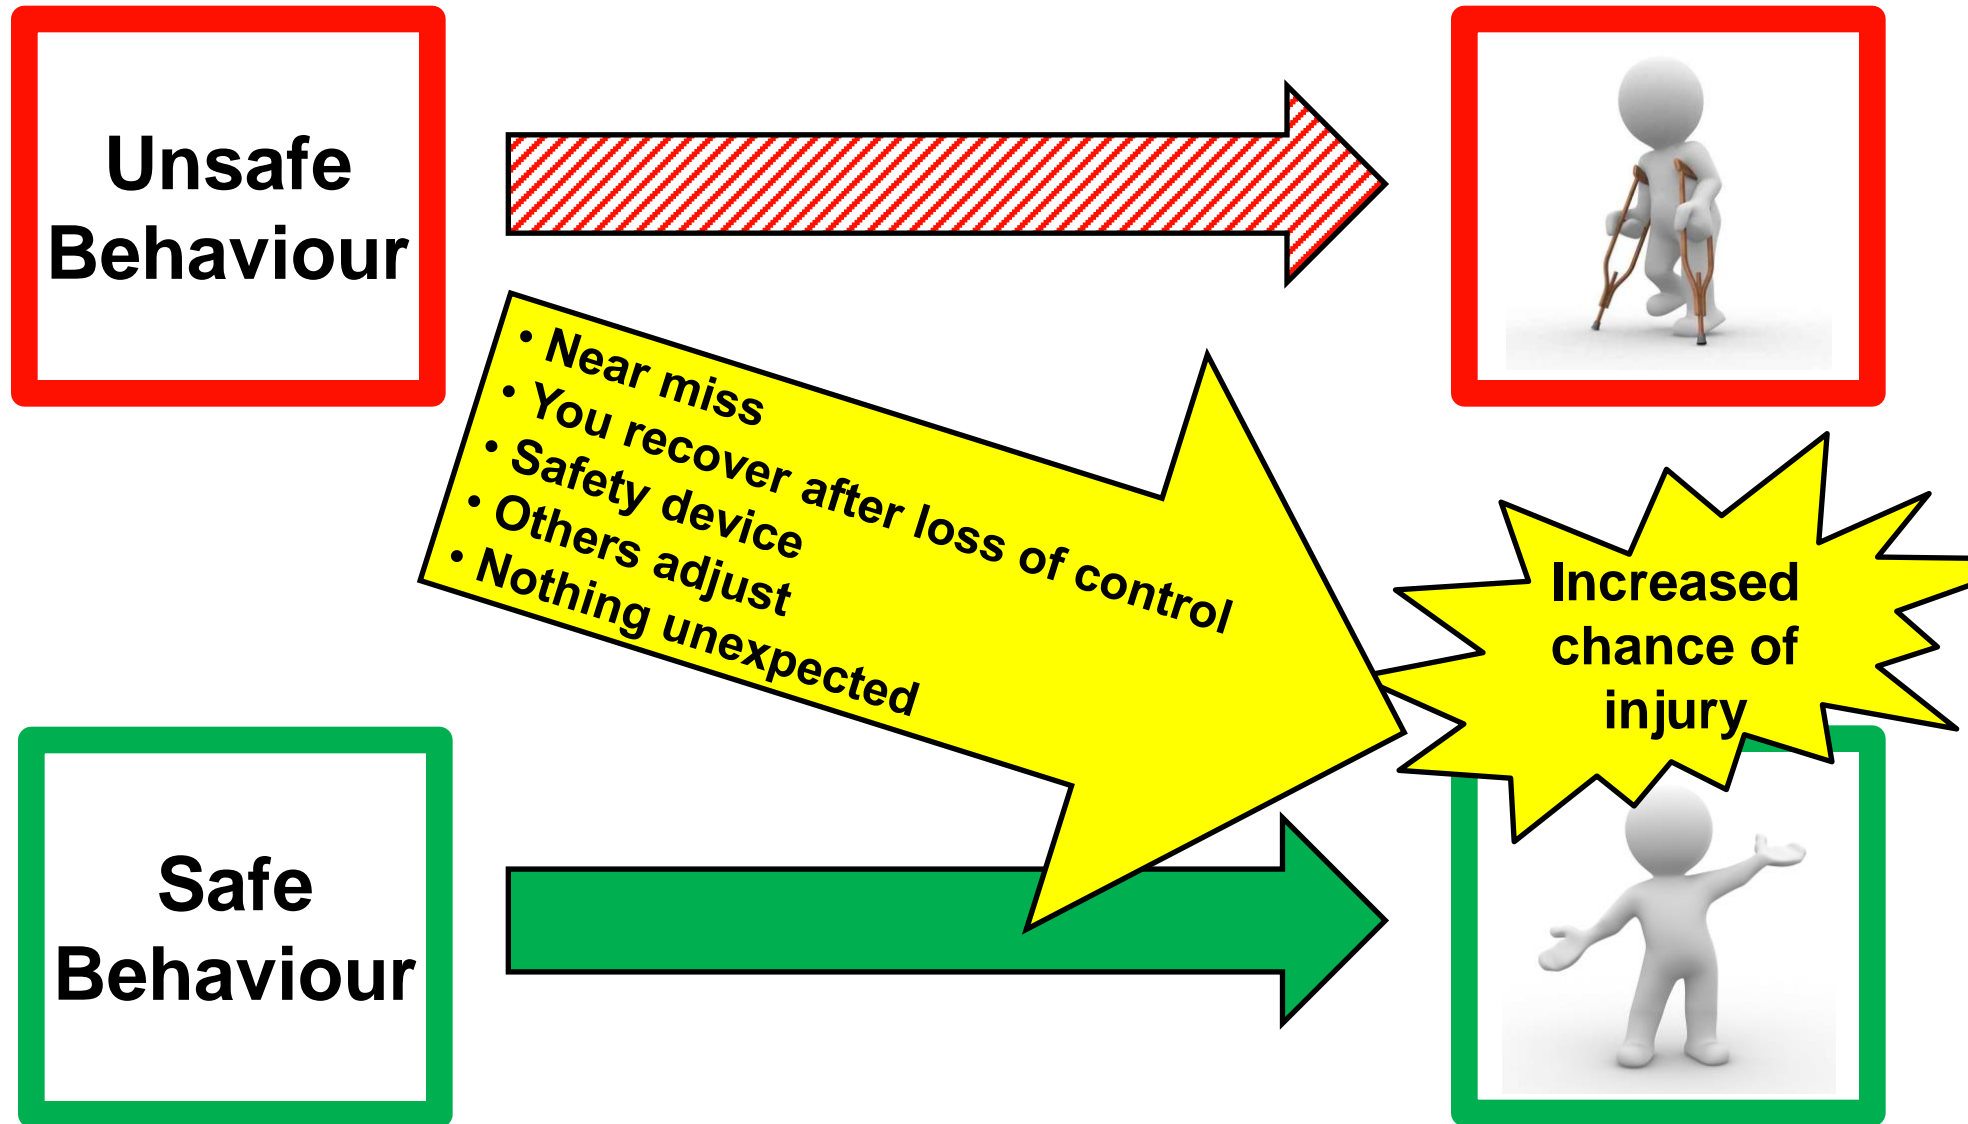 Unsafe
Behaviour
• Near miss
• You recover after loss of control
• Safety device
• Others adjust
• Nothing unexpected
Increased
chance of
injury
Safe
Behaviour